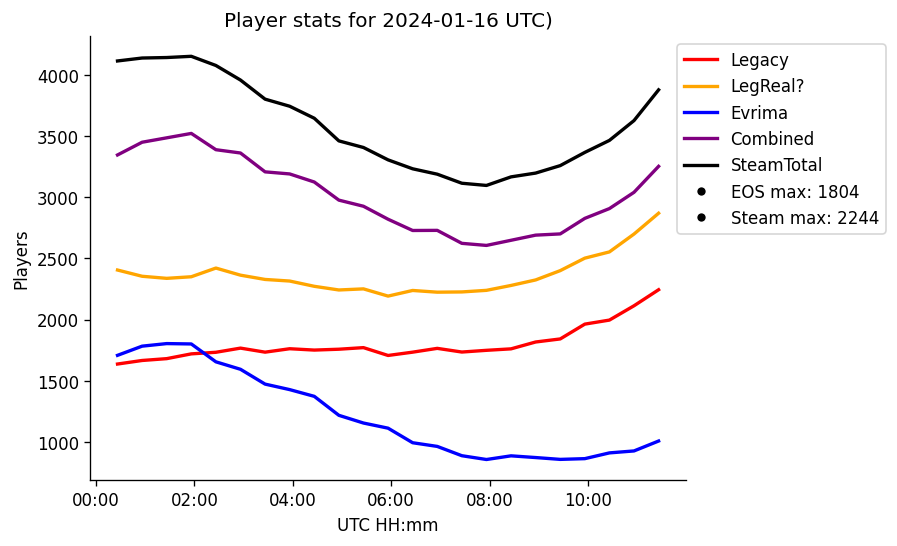 Player stats for 2024-01-16 UTC)
Players
4000
3500
3000
2500
2000
1500
1000
00:00 02:00 04:00 06:00 08:00 10:00
UTC HH:mm
Legacy
LegReal?
Evrima
Combined
SteamTotal
EOS max: 1804
Steam max: 2244